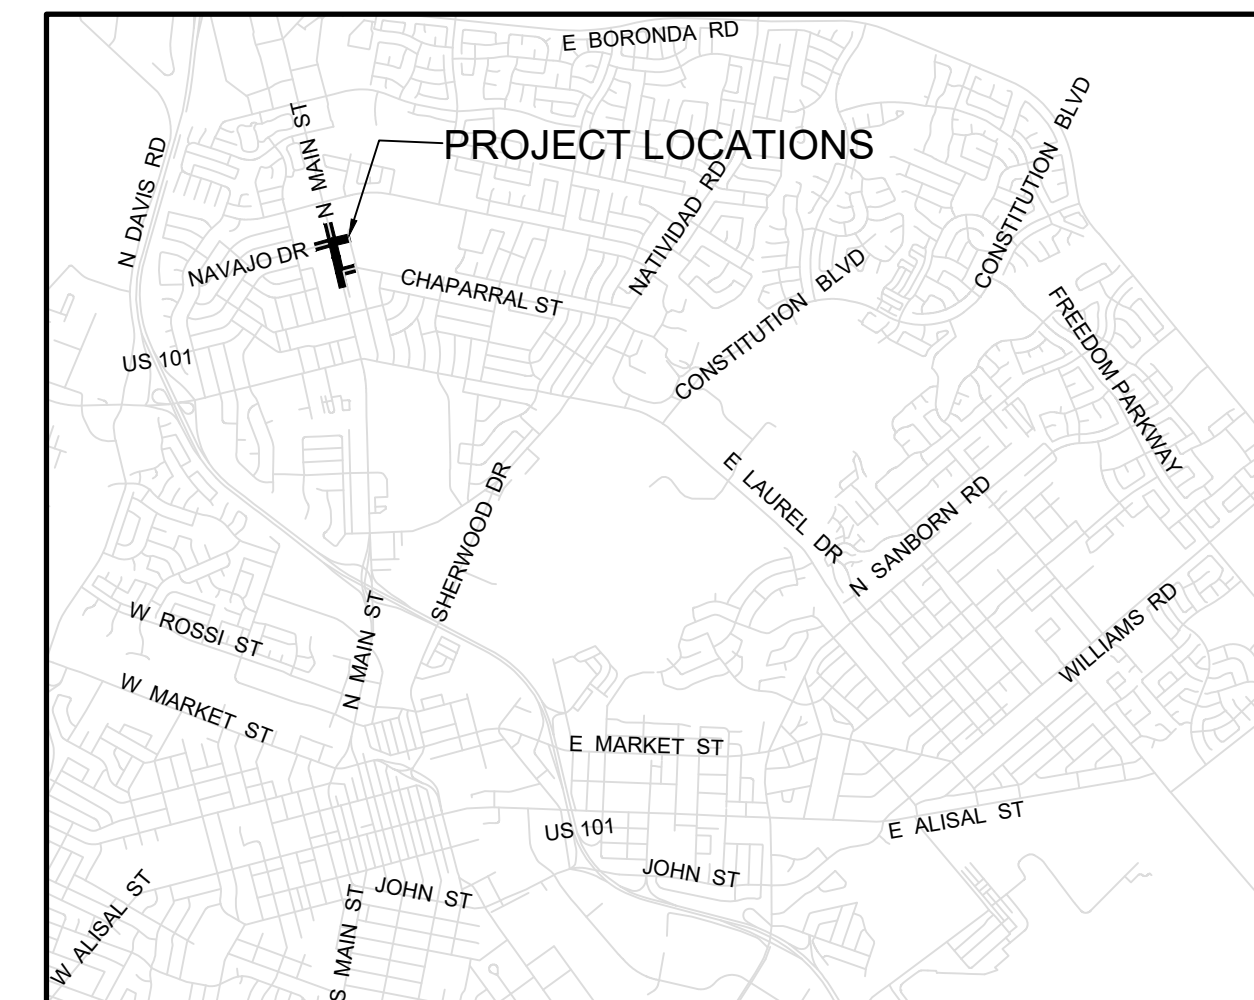 E BORONDA RD
CONSTITUTION BLVD
N MAIN ST
PROJECT LOCATIONS
N DAVIS RD
NATIVIDAD RD
NAVAJO DR
CHAPARRAL ST
CONSTITUTION BLVD
FREEDOM PARKWAY
US 101
E LAUREL DR
SHERWOOD DR
N SANBORN RD
W ROSSI ST
N MAIN ST
WILLIAMS RD
W MARKET ST
E MARKET ST
US 101
E ALISAL ST
JOHN ST
JOHN ST
W ALISAL ST
S MAIN ST